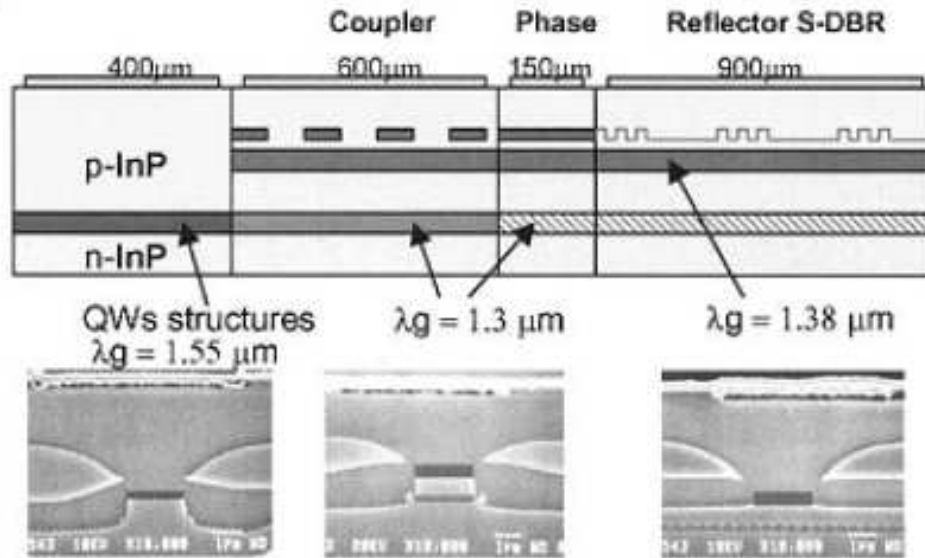 Coupler Phase Reflector S-DBR
400μm 600μm 150μm 900μm
p-InP
n-InP
QWs structures
λg = 1.55 μm
λg = 1.3 μm
λg = 1.38 μm